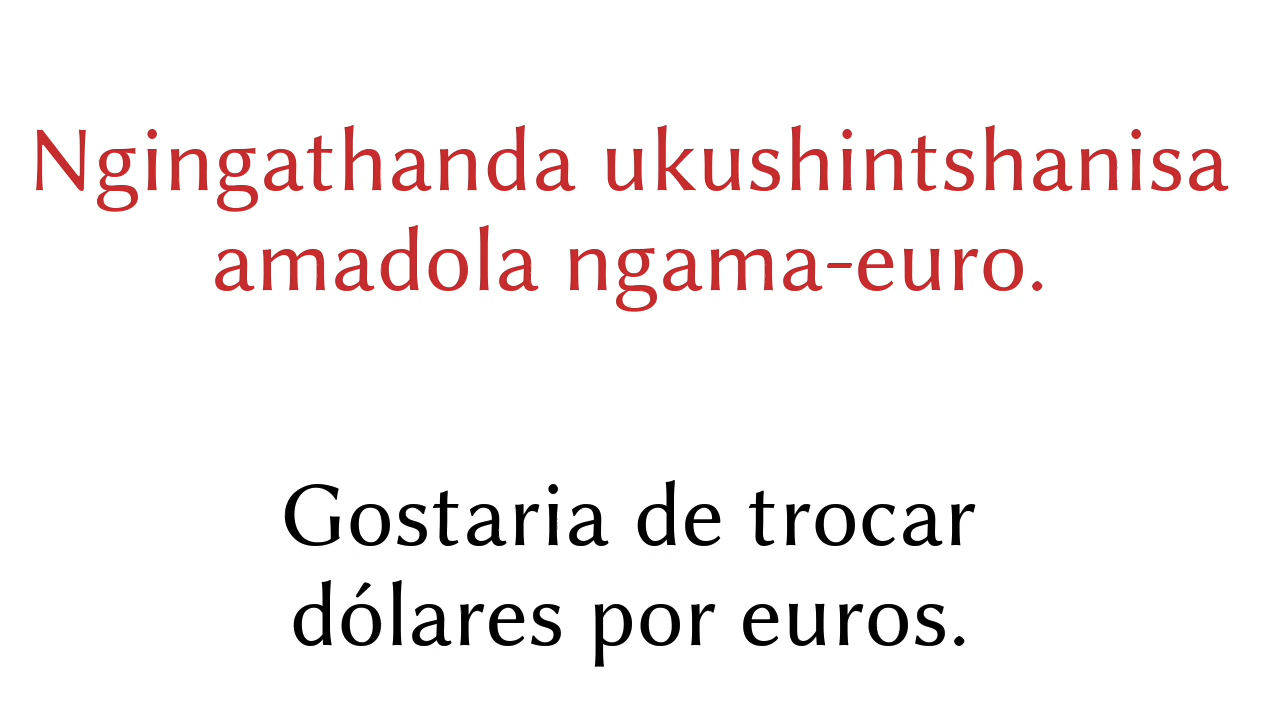 Ngingathanda ukushintshanisa
amadola ngama-euro.
Gostaria de trocar
dólares por euros.